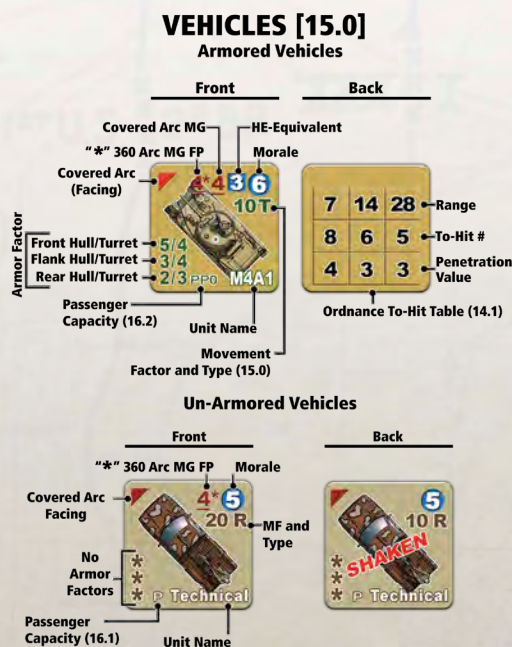 VEHICLES [15.0]
Armored Vehicles
Front
Back
Covered Arc MG
HE-Equivalent
"*" 360 Arc MG FP
Morale
Covered Arc
(Facing)
4*4 3 6
10T
Armor Factor
Front Hull/Turret
5/4
Flank Hull/Turret
3/4
Rear Hull/Turret
2/3 PP0 M4A1
Passenger
Capacity (16.2)
Unit Name
Movement
Factor and Type (15.0)
7 14 28
Range
8 6 5
To-Hit #
4 3 3
Penetration
Value
Ordnance To-Hit Table (14.1)
Un-Armored Vehicles
Front
Back
"*" 360 Arc MG FP
Morale
Covered Arc
Facing
4* 5
20 R
MF and
Type
No
Armor
Factors
*
*
* P Technical
Passenger
Capacity (16.1)
Unit Name
5
10 R
SHAKEN
*
*
* P Technical